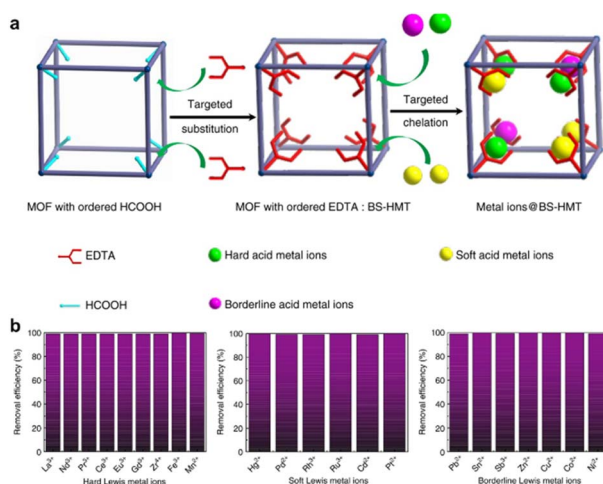 a
Targeted
substitution
Targeted
chelation
MOF with ordered HCOOH
MOF with ordered EDTA : BS-HMT
Metal ions@BS-HMT
EDTA
Hard acid metal ions
Soft acid metal ions
HCOOH
Borderline acid metal ions
b
Removal efficiency (%)
100
80
60
40
20
0
La³⁺ Nd³⁺ Pr³⁺ Ce³⁺ Eu³⁺ Gd³⁺ Zr⁴⁺ Fe³⁺ Mn²⁺
Hard Lewis metal ions
Removal efficiency (%)
100
80
60
40
20
0
Hg²⁺ Pd²⁺ Rh³⁺ Ru³⁺ Cd²⁺ Pt²⁺
Soft Lewis metal ions
Removal efficiency (%)
100
80
60
40
20
0
Pb²⁺ Sn²⁺ Sb³⁺ Zn²⁺ Cu²⁺ Co²⁺ Ni²⁺
Borderline Lewis metal ions